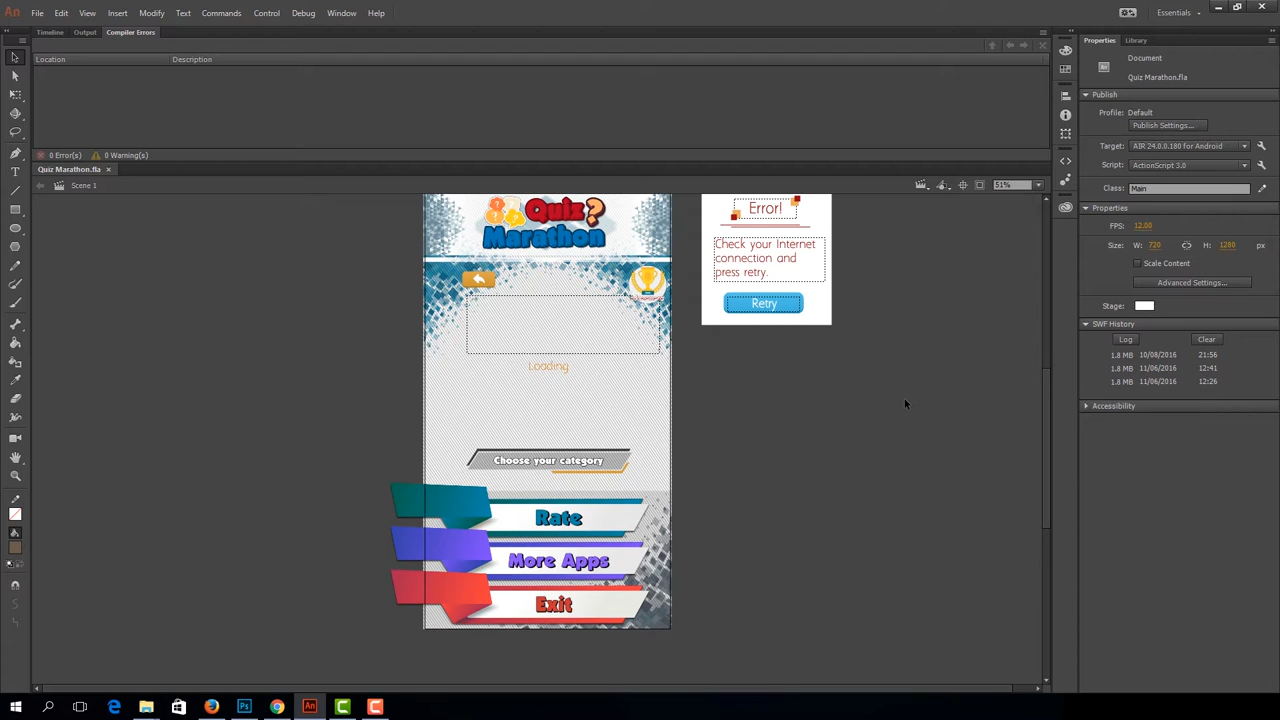 An File Edit View Insert Modify Text Commands Control Debug Window Help Essentials
Timeline Output Compiler Errors
Location Description
0 Error(s) 0 Warning(s)
Quiz Marathon.fla ×
Scene 1 51%
Quiz?
Marathon
Loading
Choose your category
Rate
More Apps
Exit
Error!
Check your Internet
connection and
press retry.
Retry
Properties Library
Document
Quiz Marathon.fla
Publish
Profile: Default
Publish Settings...
Target: AIR 24.0.0.180 for Android
Script: ActionScript 3.0
Class: Main
Properties
FPS: 12.00
Size: W: 720 H: 1280 px
Scale Content
Advanced Settings...
Stage:
SWF History
Log Clear
1.8 MB 10/08/2016 21:56
1.8 MB 11/06/2016 12:41
1.8 MB 11/06/2016 12:26
Accessibility
Ps An